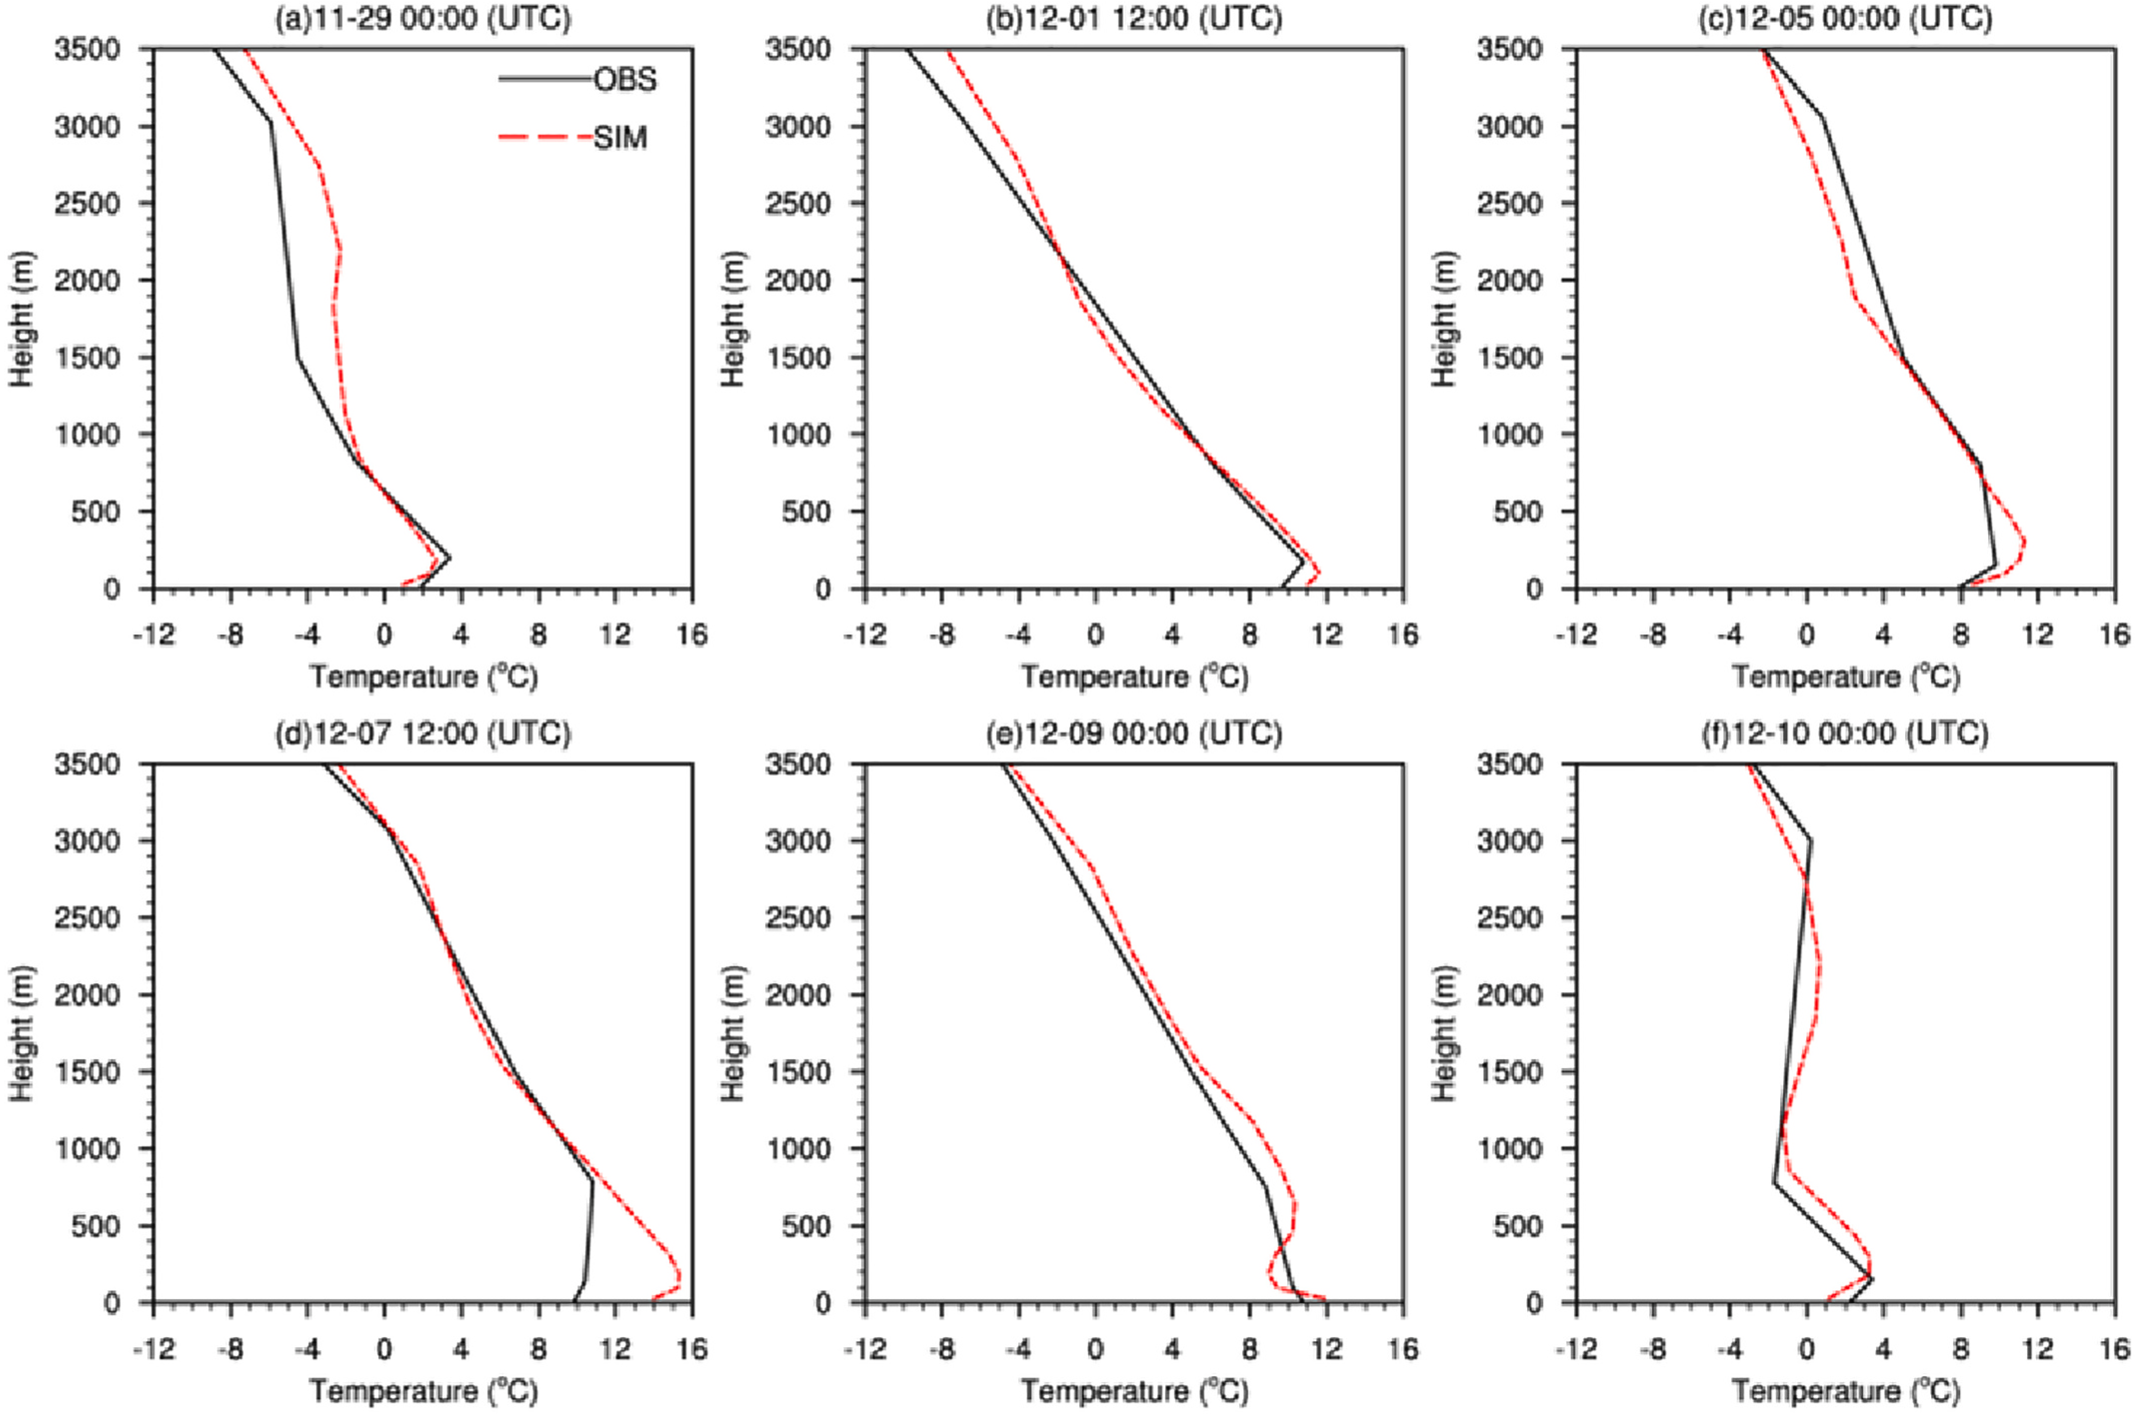 (a)11-29 00:00 (UTC)
(b)12-01 12:00 (UTC)
(c)12-05 00:00 (UTC)
3500
3000
2500
2000
1500
1000
500
0
Height (m)
OBS
SIM
-12 -8 -4 0 4 8 12 16
Temperature (°C)
3500
3000
2500
2000
1500
1000
500
0
Height (m)
-12 -8 -4 0 4 8 12 16
Temperature (°C)
3500
3000
2500
2000
1500
1000
500
0
Height (m)
-12 -8 -4 0 4 8 12 16
Temperature (°C)
(d)12-07 12:00 (UTC)
(e)12-09 00:00 (UTC)
(f)12-10 00:00 (UTC)
3500
3000
2500
2000
1500
1000
500
0
Height (m)
-12 -8 -4 0 4 8 12 16
Temperature (°C)
3500
3000
2500
2000
1500
1000
500
0
Height (m)
-12 -8 -4 0 4 8 12 16
Temperature (°C)
3500
3000
2500
2000
1500
1000
500
0
Height (m)
-12 -8 -4 0 4 8 12 16
Temperature (°C)